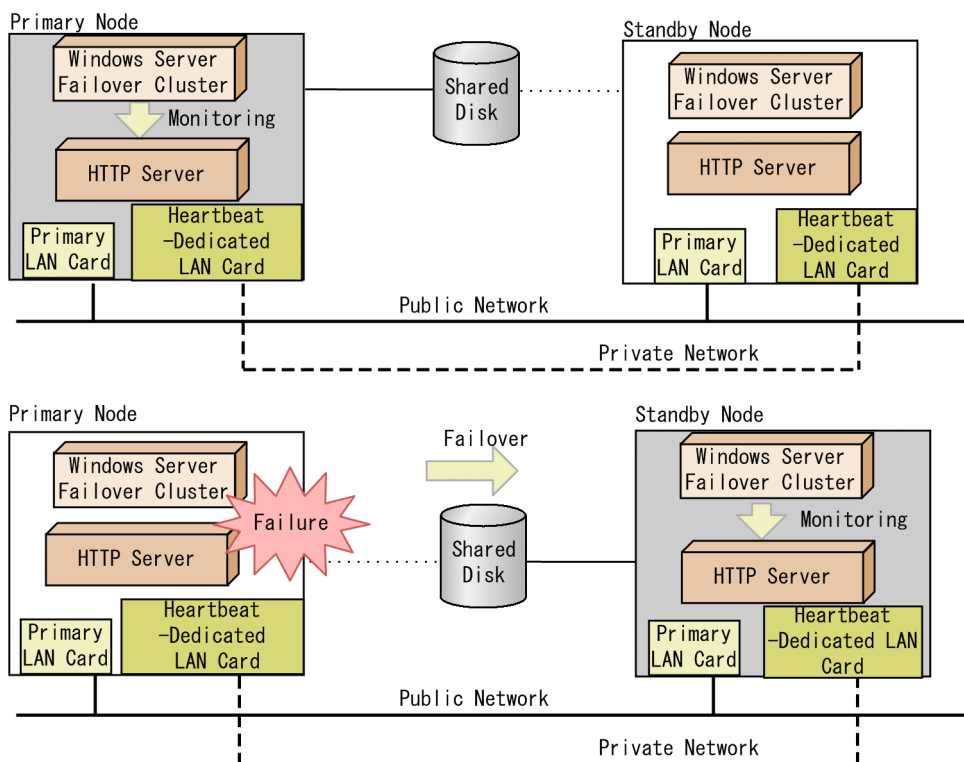 Primary Node
Windows Server
Failover Cluster
Monitoring
HTTP Server
Primary
LAN Card
Heartbeat
-Dedicated
LAN Card
Shared
Disk
Standby Node
Windows Server
Failover Cluster
HTTP Server
Primary
LAN Card
Heartbeat
-Dedicated
LAN Card
Public Network
Private Network
Primary Node
Windows Server
Failover Cluster
Failure
HTTP Server
Primary
LAN Card
Heartbeat
-Dedicated
LAN Card
Failover
Shared
Disk
Standby Node
Windows Server
Failover Cluster
Monitoring
HTTP Server
Primary
LAN Card
Heartbeat
-Dedicated LAN
Card
Public Network
Private Network